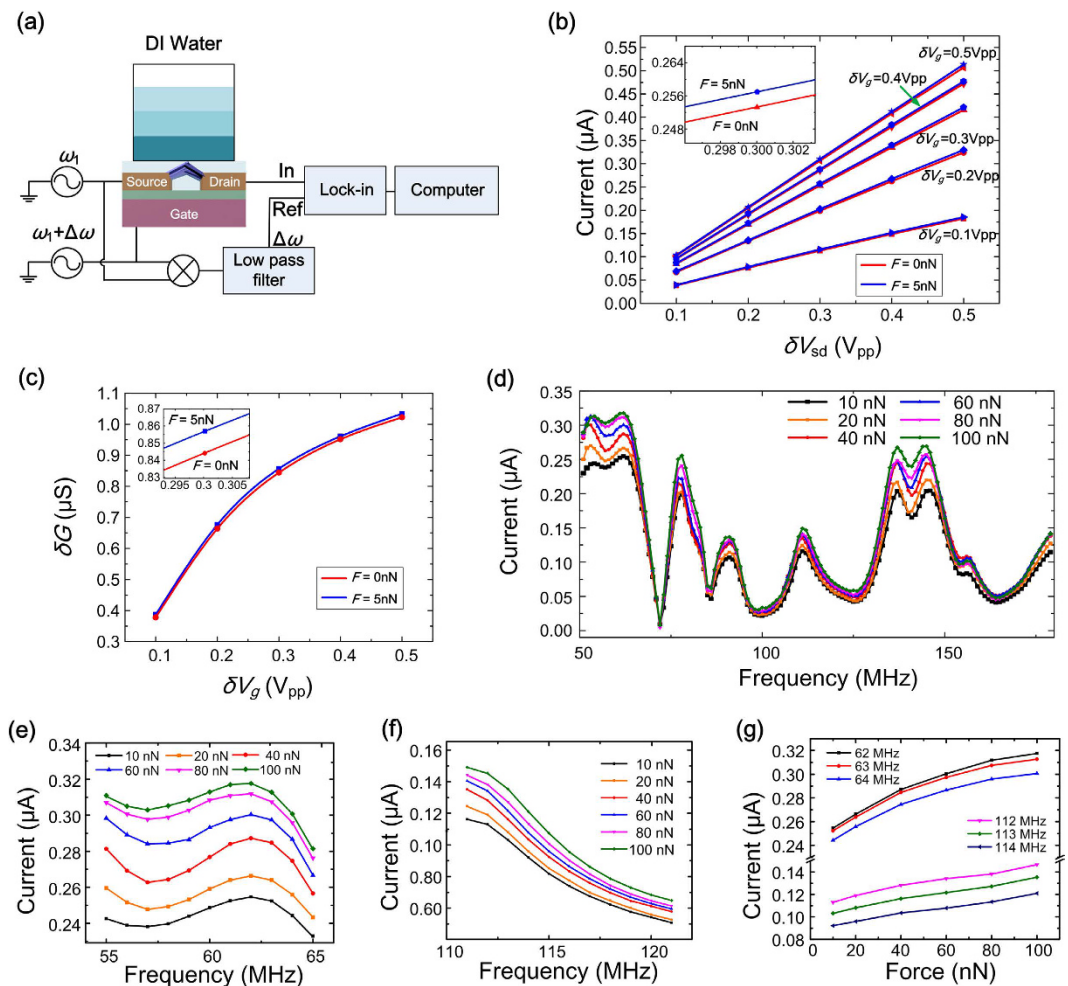 (a)
DI Water
ω1
Source
Drain
In
Lock-in
Computer
Ref
Gate
Δω
ω1+Δω
Low pass
filter
(b)
Current (μA)
0.55
0.50
0.45
0.40
0.35
0.30
0.25
0.20
0.15
0.10
0.05
0.00
0.264
0.256
0.248
F = 5nN
F = 0nN
0.298 0.300 0.302
δVg=0.5Vpp
δVg=0.4Vpp
δVg=0.3Vpp
δVg=0.2Vpp
δVg=0.1Vpp
F = 0nN
F = 5nN
0.1 0.2 0.3 0.4 0.5
δVsd (Vpp)
(c)
δG (μS)
1.1
1.0
0.9
0.8
0.7
0.6
0.5
0.4
0.3
0.87
0.86
0.85
0.84
0.83
F = 5nN
F = 0nN
0.295 0.300 0.305
F = 0nN
F = 5nN
0.1 0.2 0.3 0.4 0.5
δVg (Vpp)
(d)
Current (μA)
0.35
0.30
0.25
0.20
0.15
0.10
0.05
0.00
10 nN 60 nN
20 nN 80 nN
40 nN 100 nN
50 100 150
Frequency (MHz)
(e)
Current (μA)
0.34
0.32
0.30
0.28
0.26
0.24
10 nN 20 nN 40 nN
60 nN 80 nN 100 nN
55 60 65
Frequency (MHz)
(f)
Current (μA)
0.16
0.14
0.12
0.10
0.80
0.60
10 nN
20 nN
40 nN
60 nN
80 nN
100 nN
110 115 120
Frequency (MHz)
(g)
Current (μA)
0.32
0.30
0.28
0.26
0.24
0.14
0.12
0.10
0.08
62 MHz
63 MHz
64 MHz
112 MHz
113 MHz
114 MHz
0 20 40 60 80 100
Force (nN)